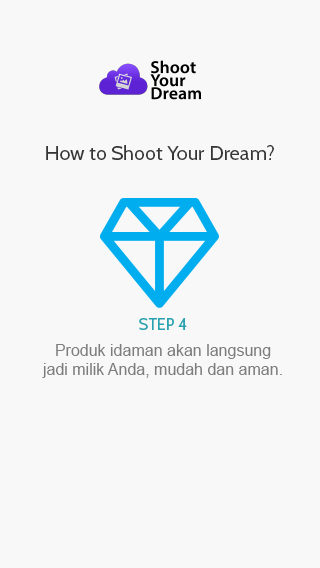 Shoot
Your
Dream
How to Shoot Your Dream?
STEP 4
Produk idaman akan langsung
jadi milik Anda, mudah dan aman.